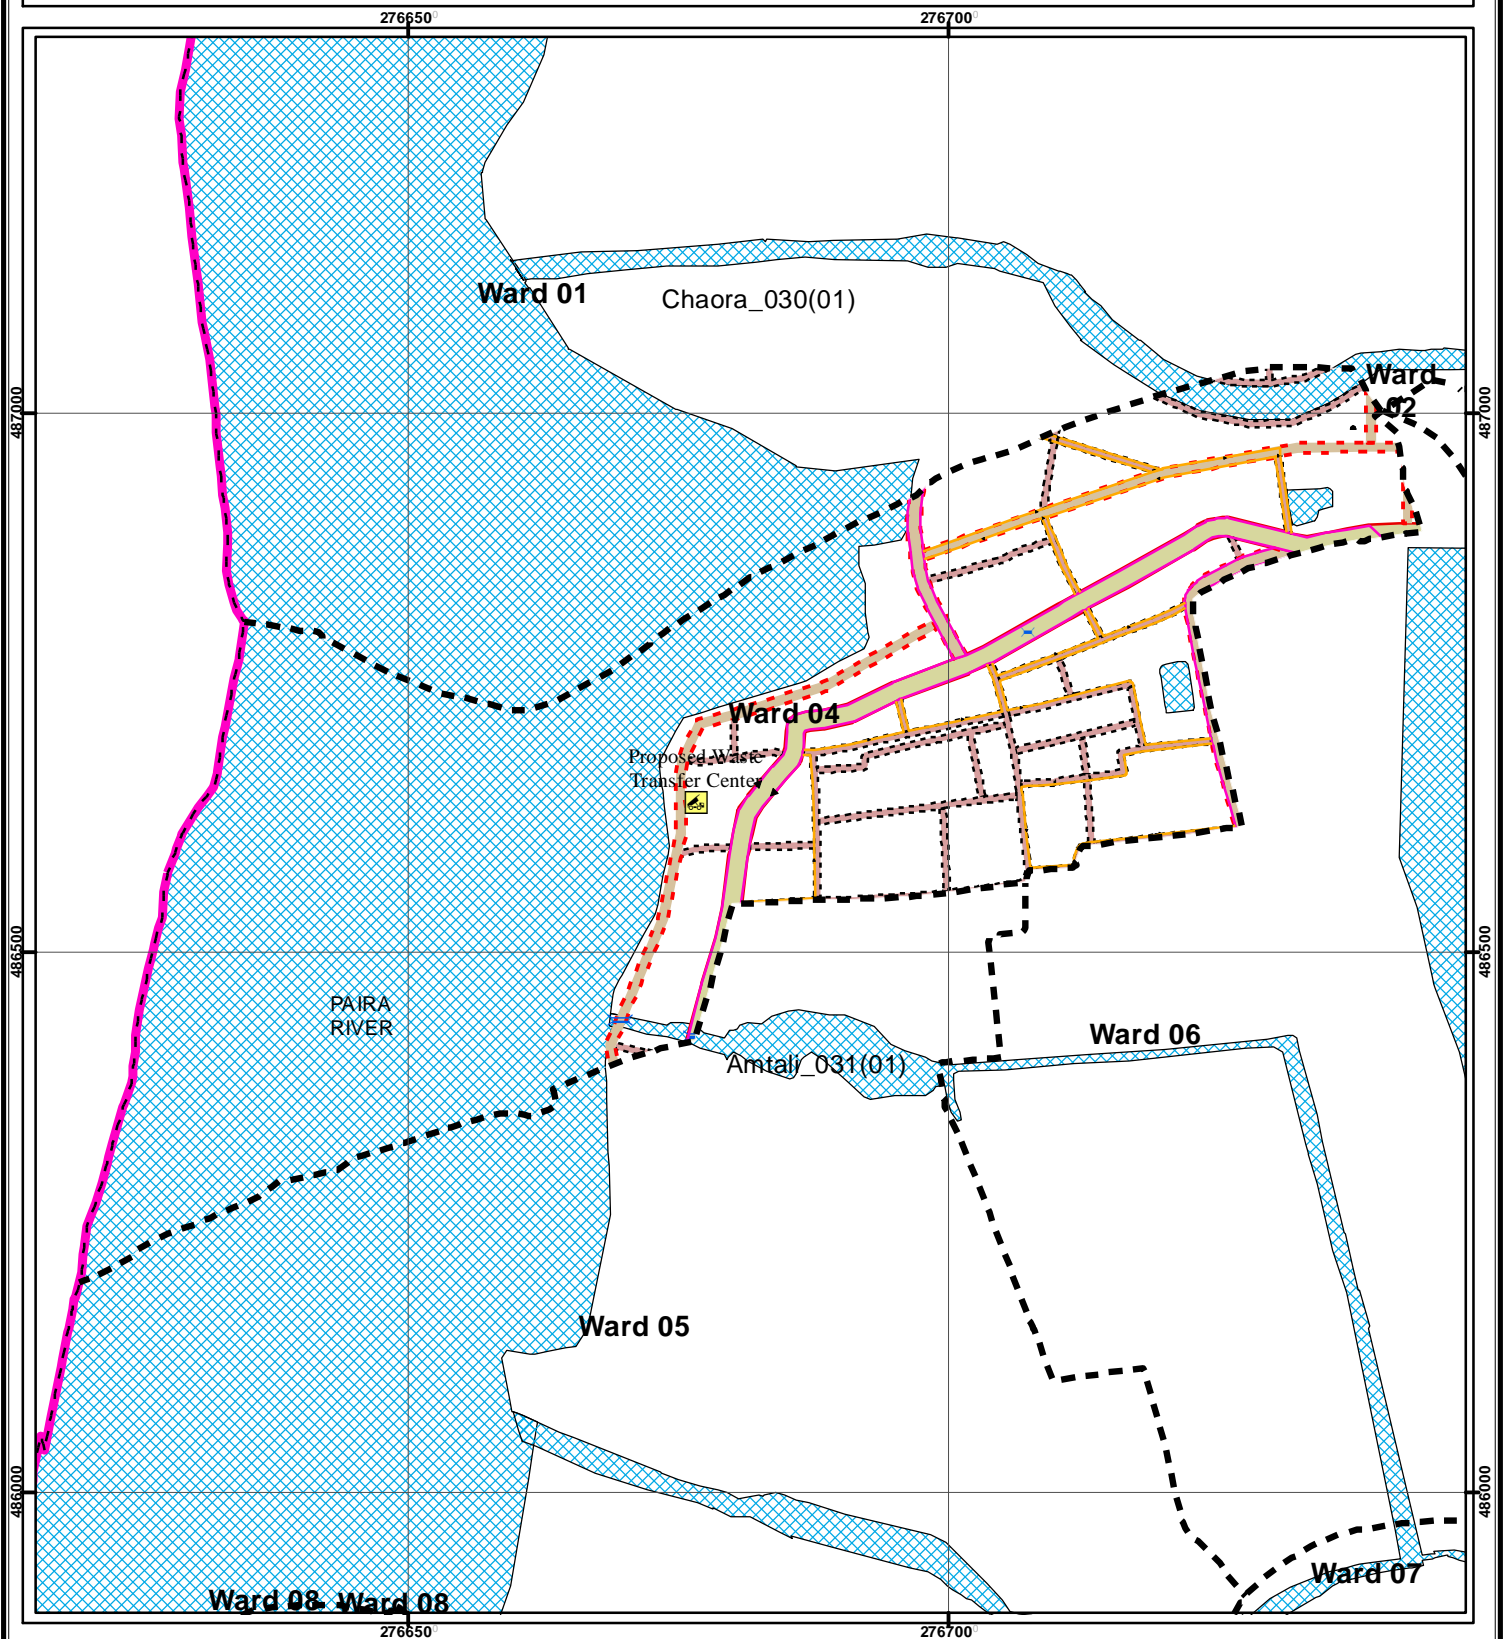 276650 276700
Ward 01
Chaora_030(01)
Ward
02
487000 487000
Ward 04
Proposed Waste
Transfer Center
486500 486500
PAIRA
RIVER
Ward 06
Amtali_031(01)
Ward 05
486000 486000
Ward 07
Ward 08 Ward 08
276650 276700